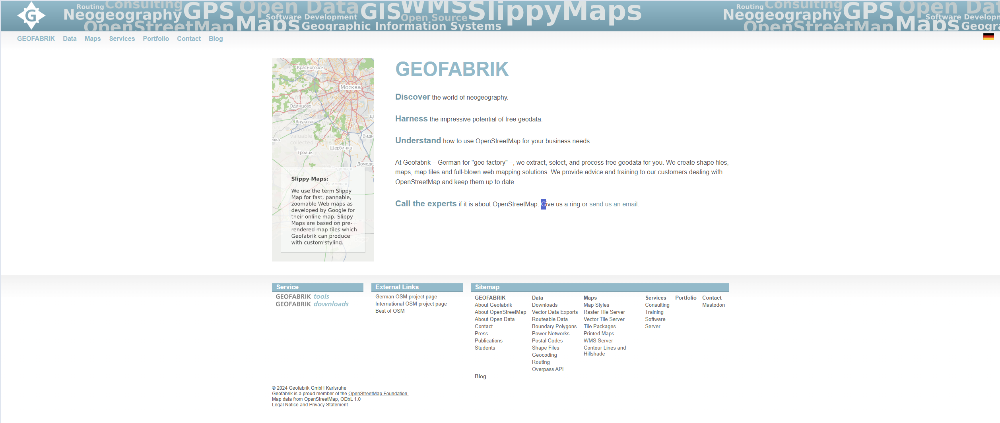 G
Routing Consulting GPS Open Data GIS WMS SlippyMaps
Neogeography Software Development Open Source
OpenStreetMap Maps Geographic Information Systems
Routing Consulting GPS Open Dat
Neogeography Software Developm
OpenStreetMap Maps Geogra
GEOFABRIK Data Maps Services Portfolio Contact Blog
Красногорск
Москва
Одинцово
Внуково
Видн
Щербинка
Троицк
Домоде
Подольск
Климовск
Slippy Maps:
We use the term Slippy
Map for fast, pannable,
zoomable Web maps as
developed by Google for
their online map. Slippy
Maps are based on pre-
rendered map tiles which
Geofabrik can produce
with custom styling.
GEOFABRIK
Discover the world of neogeography.
Harness the impressive potential of free geodata.
Understand how to use OpenStreetMap for your business needs.
At Geofabrik – German for "geo factory" –, we extract, select, and process free geodata for you. We create shape files,
maps, map tiles and full-blown web mapping solutions. We provide advice and training to our customers dealing with
OpenStreetMap and keep them up to date.
Call the experts if it is about OpenStreetMap. Give us a ring or send us an email.
Service
GEOFABRIK tools
GEOFABRIK downloads
External Links
German OSM project page
International OSM project page
Best of OSM
Sitemap
GEOFABRIK
About Geofabrik
About OpenStreetMap
About Open Data
Contact
Press
Publications
Students
Data
Downloads
Vector Data Exports
Routeable Data
Boundary Polygons
Power Networks
Postal Codes
Shape Files
Geocoding
Routing
Overpass API
Maps
Map Styles
Raster Tile Server
Vector Tile Server
Tile Packages
Printed Maps
WMS Server
Contour Lines and
Hillshade
Services
Consulting
Training
Software
Server
Portfolio
Contact
Mastodon
Blog
© 2024 Geofabrik GmbH Karlsruhe
Geofabrik is a proud member of the OpenStreetMap Foundation.
Map data from OpenStreetMap, ODbL 1.0
Legal Notice and Privacy Statement